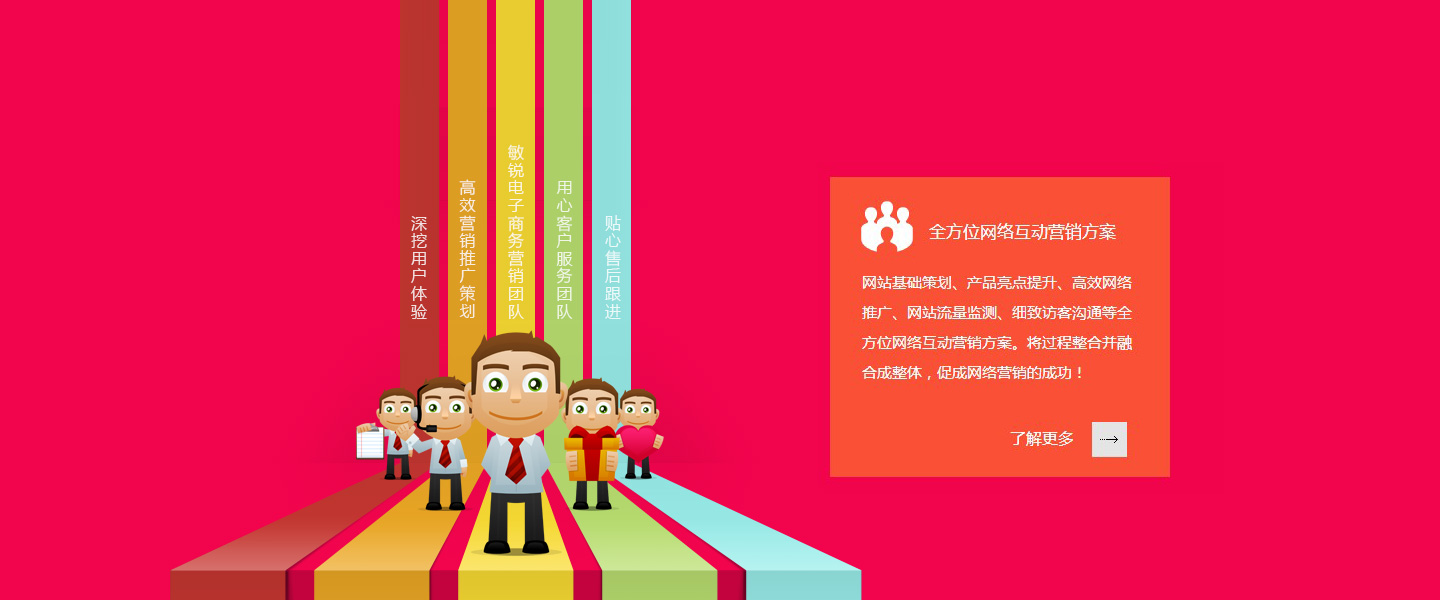 深挖用户体验
高效营销推广策划
敏锐电子商务营销团队
用心客户服务团队
贴心售后跟进
全方位网络互动营销方案
网站基础策划、产品亮点提升、高效网络
推广、网站流量监测、细致访客沟通等全
方位网络互动营销方案。将过程整合并融
合成整体，促成网络营销的成功！
了解更多